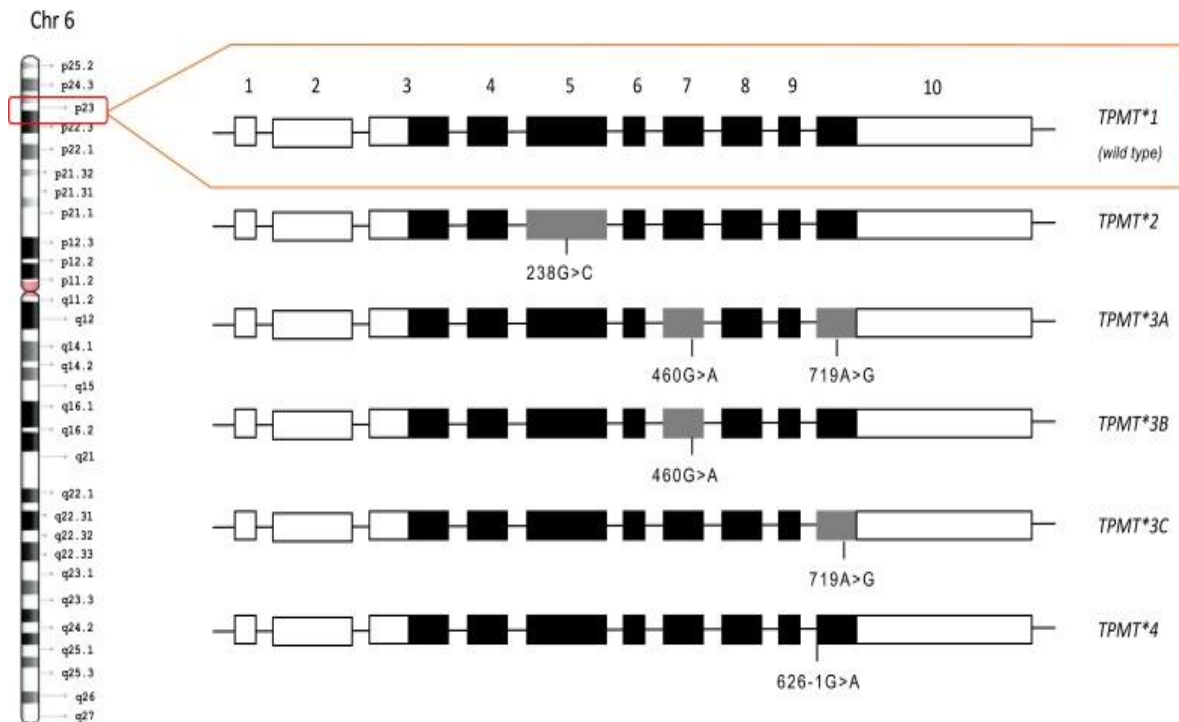 Chr 6
p25.2
p24.3
p23
p22.3
p22.1
p21.32
p21.31
p21.1
p12.3
p12.2
p11.2
q11.2
q12
q14.1
q14.2
q15
q16.1
q16.2
q21
q22.1
q22.31
q22.32
q22.33
q23.1
q23.3
q24.2
q25.1
q25.3
q26
q27
1 2 3 4 5 6 7 8 9 10
TPMT*1
(wild type)
TPMT*2
238G>C
TPMT*3A
460G>A 719A>G
TPMT*3B
460G>A
TPMT*3C
719A>G
TPMT*4
626-1G>A